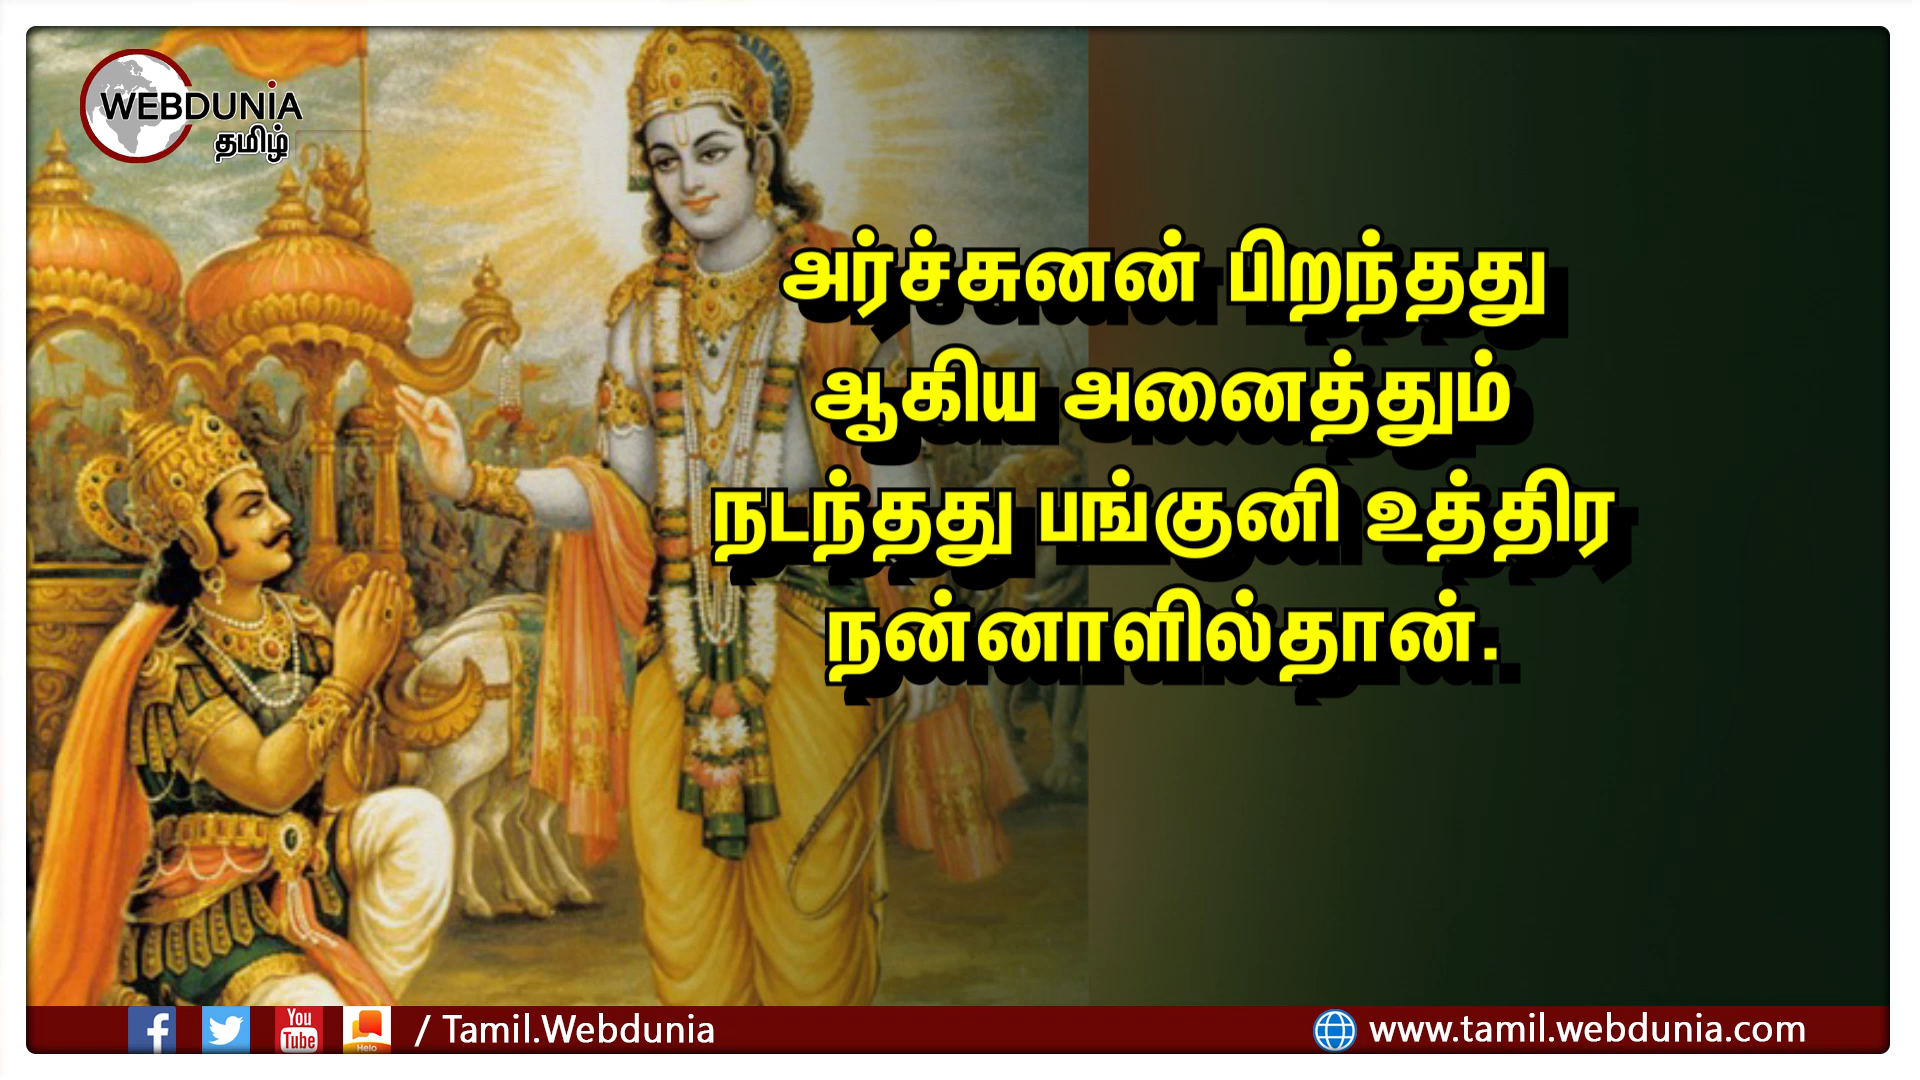 WEBDUNIA
தமிழ்
அர்ச்சுனன் பிறந்தது
ஆகிய அனைத்தும்
நடந்தது பங்குனி உத்திர
நன்னாளில்தான்.
You
Tube
Helo
/ Tamil.Webdunia
www.tamil.webdunia.com